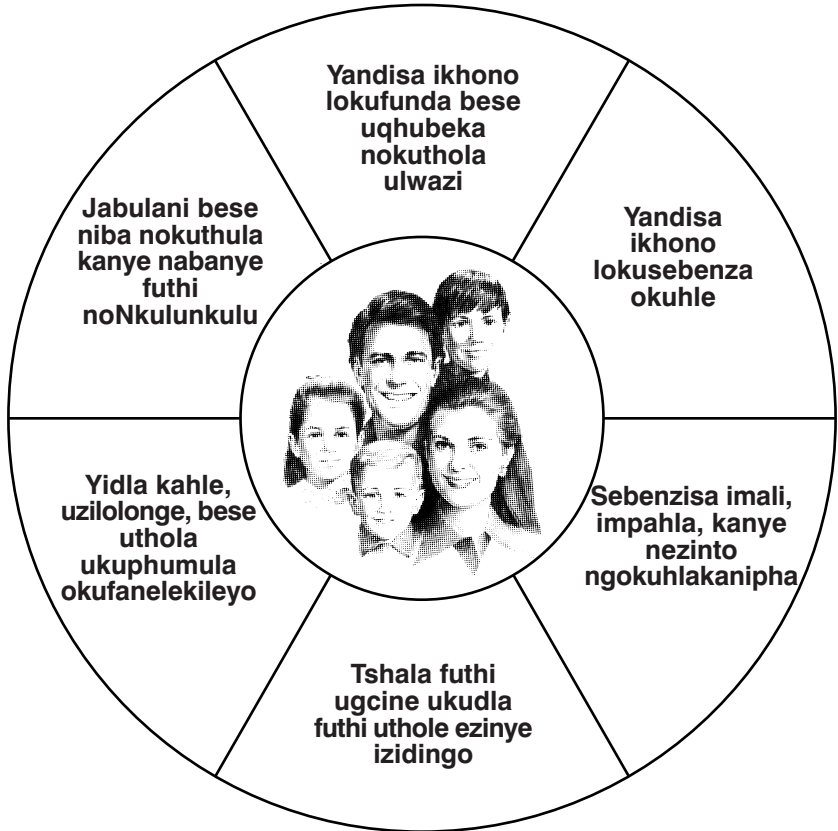 Yandisa ikhono
lokufunda bese
uqhubeka
nokuthola
ulwazi
Yandisa
ikhono
lokusebenza
okuhle
Sebenzisa imali,
impahla, kanye
nezinto
ngokuhlakanipha
Tshala futhi
ugcine ukudla
futhi uthole ezinye
izidingo
Yidla kahle,
uzilolonge, bese
uthola
ukuphumula
okufanelekileyo
Jabulani bese
niba nokuthula
kanye nabanye
futhi
noNkulunkulu